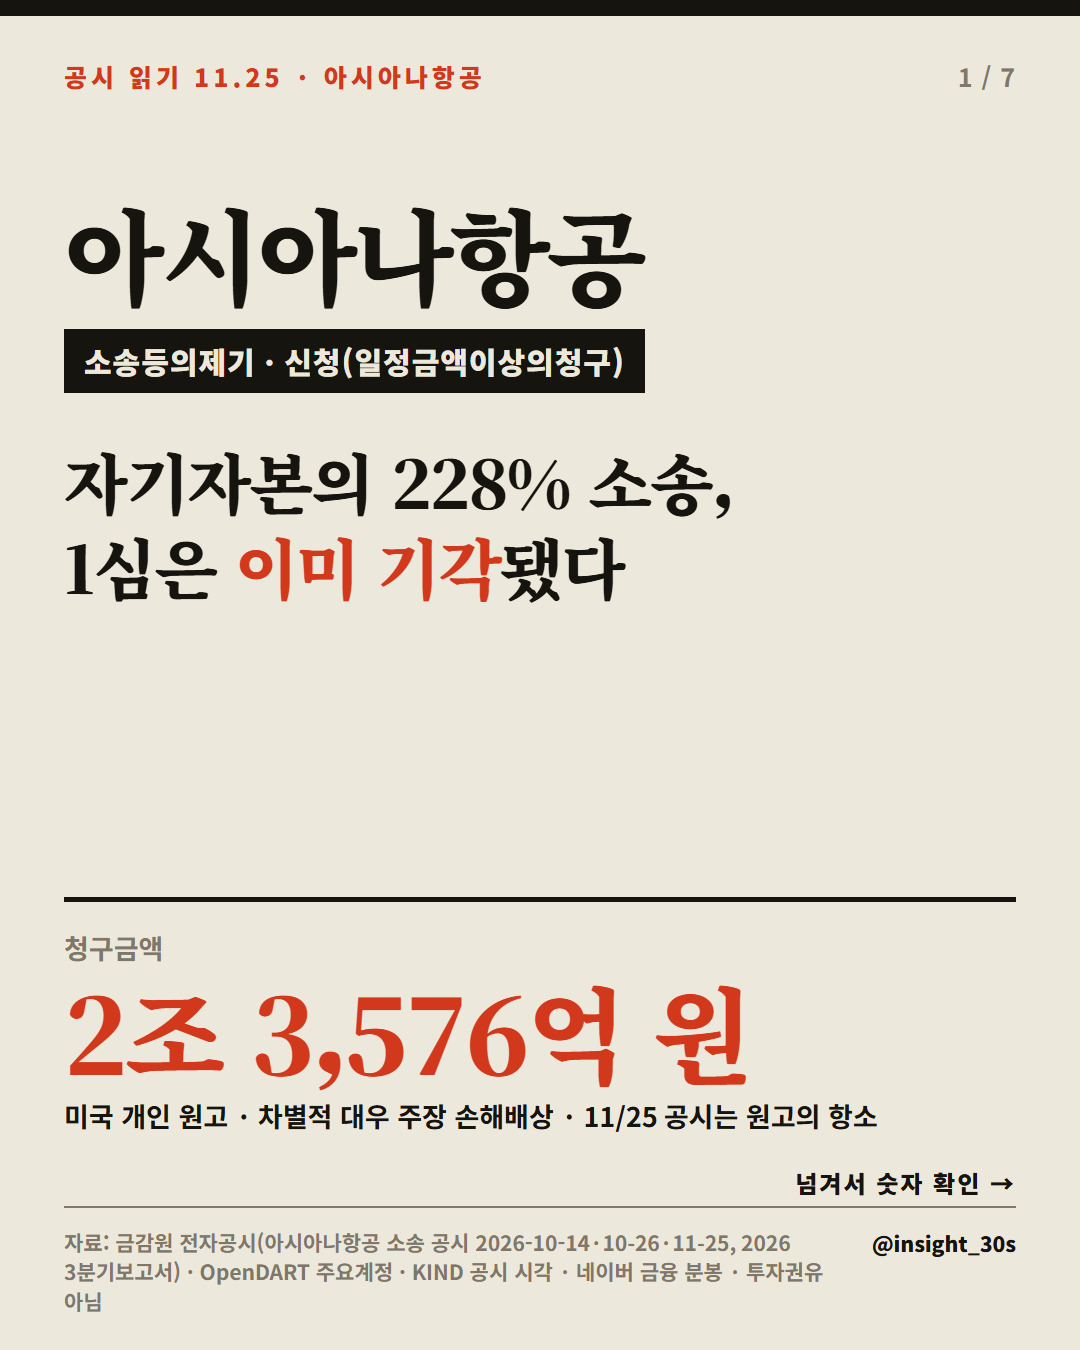 공시 읽기 11.25 · 아시아나항공
1 / 7
아시아나항공
소송등의제기 · 신청(일정금액이상의청구)
자기자본의 228% 소송,
1심은 이미 기각됐다
청구금액
2조 3,576억 원
미국 개인 원고 · 차별적 대우 주장 손해배상 · 11/25 공시는 원고의 항소
넘겨서 숫자 확인 →
자료: 금감원 전자공시(아시아나항공 소송 공시 2026-10-14·10-26·11-25, 2026
3분기보고서) · OpenDART 주요계정 · KIND 공시 시각 · 네이버 금융 분봉 · 투자권유
아님
@insight_30s